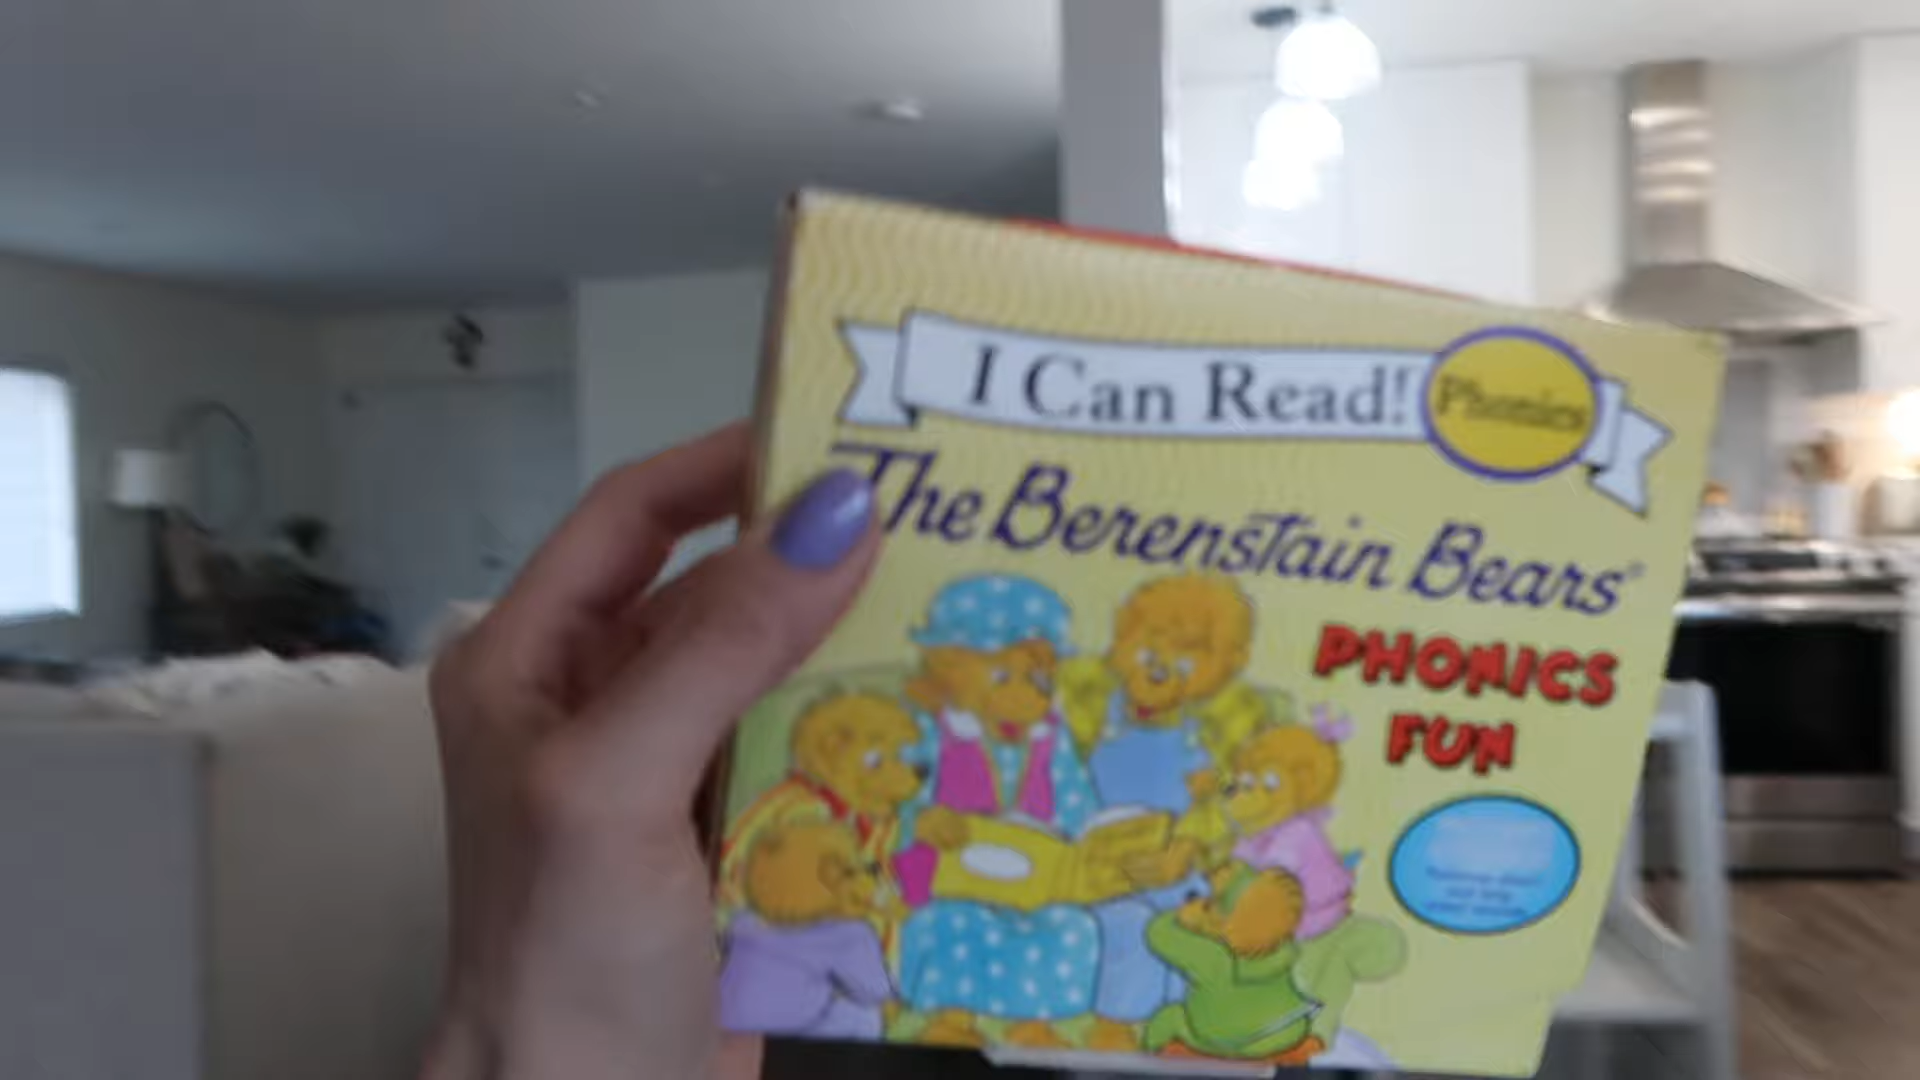 I Can Read!
Phonics
The Berenstain Bears®
PHONICS
FUN